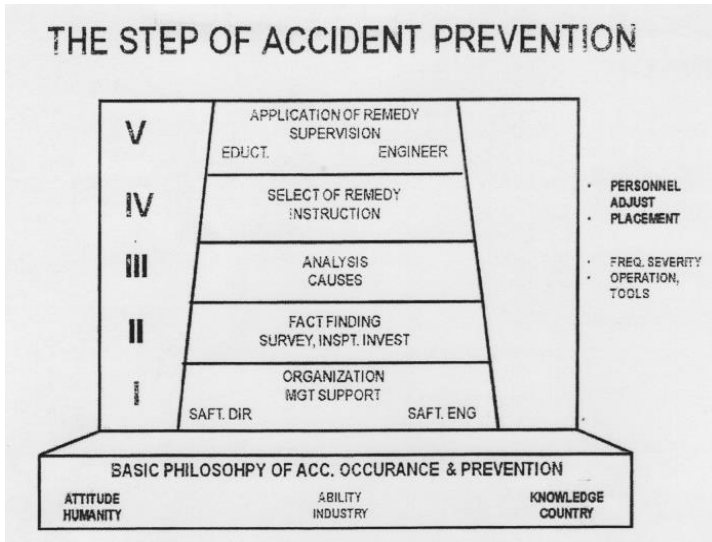 THE STEP OF ACCIDENT PREVENTION
V
APPLICATION OF REMEDY
SUPERVISION
EDUCT. ENGINEER
IV
SELECT OF REMEDY
INSTRUCTION
• PERSONNEL
ADJUST
• PLACEMENT
III
ANALYSIS
CAUSES
• FREQ. SEVERITY
• OPERATION,
TOOLS
II
FACT FINDING
SURVEY, INSPT. INVEST
I
ORGANIZATION
MGT SUPPORT
SAFT. DIR SAFT. ENG
BASIC PHILOSOHPY OF ACC. OCCURANCE & PREVENTION
ATTITUDE ABILITY KNOWLEDGE
HUMANITY INDUSTRY COUNTRY